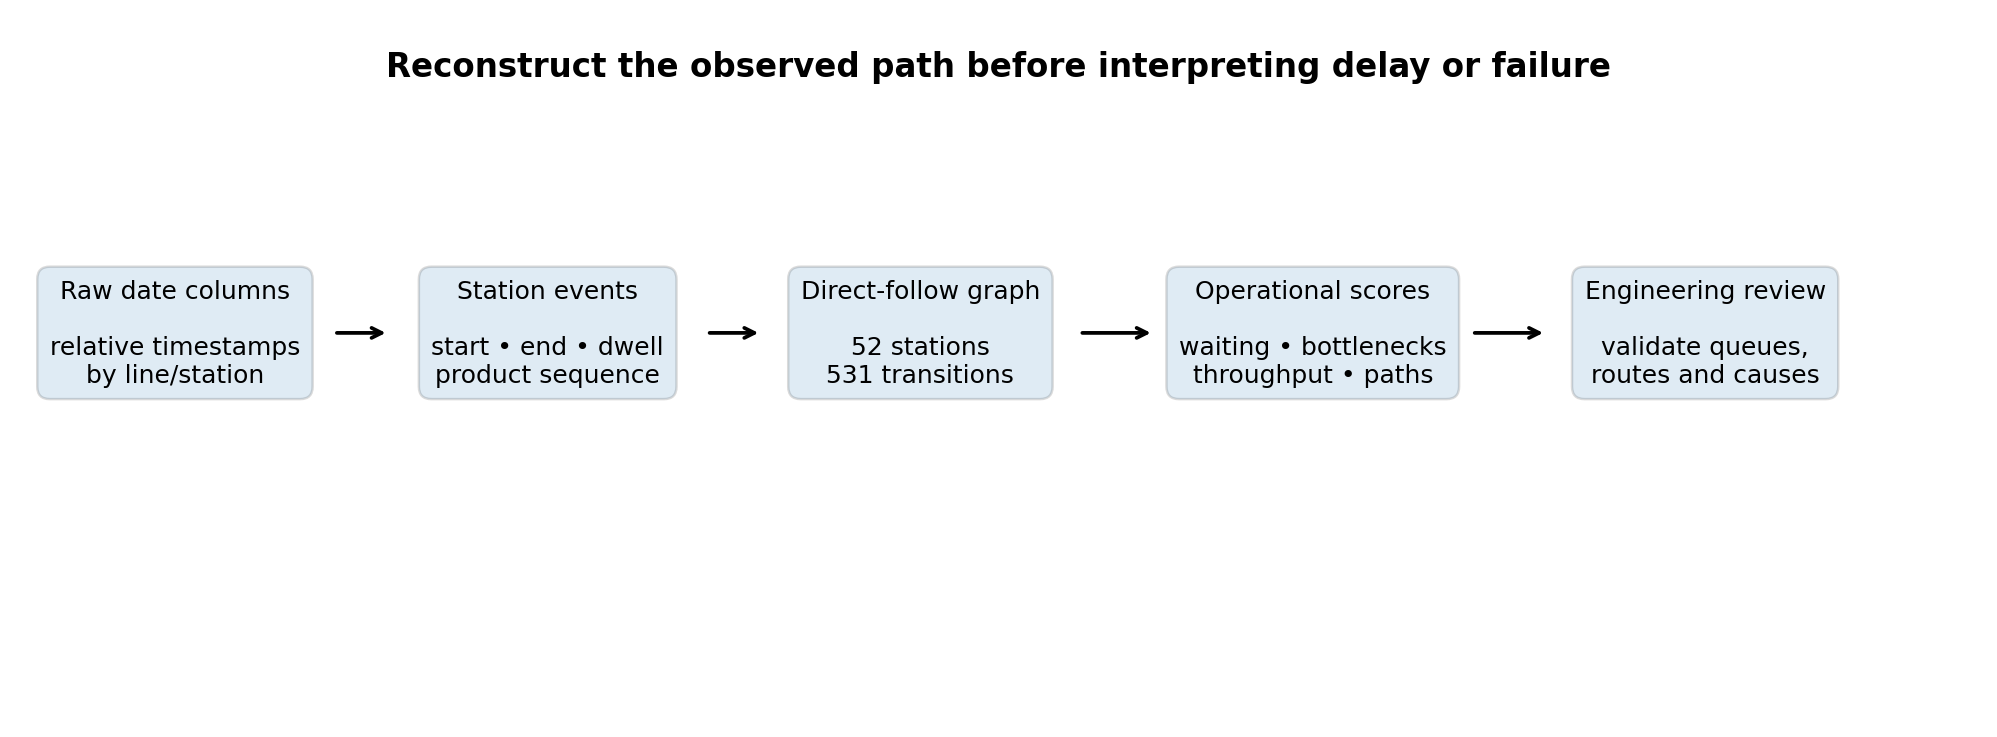 Reconstruct the observed path before interpreting delay or failure
Raw date columns
relative timestamps
by line/station
Station events
start • end • dwell
product sequence
Direct-follow graph
52 stations
531 transitions
Operational scores
waiting • bottlenecks
throughput • paths
Engineering review
validate queues,
routes and causes